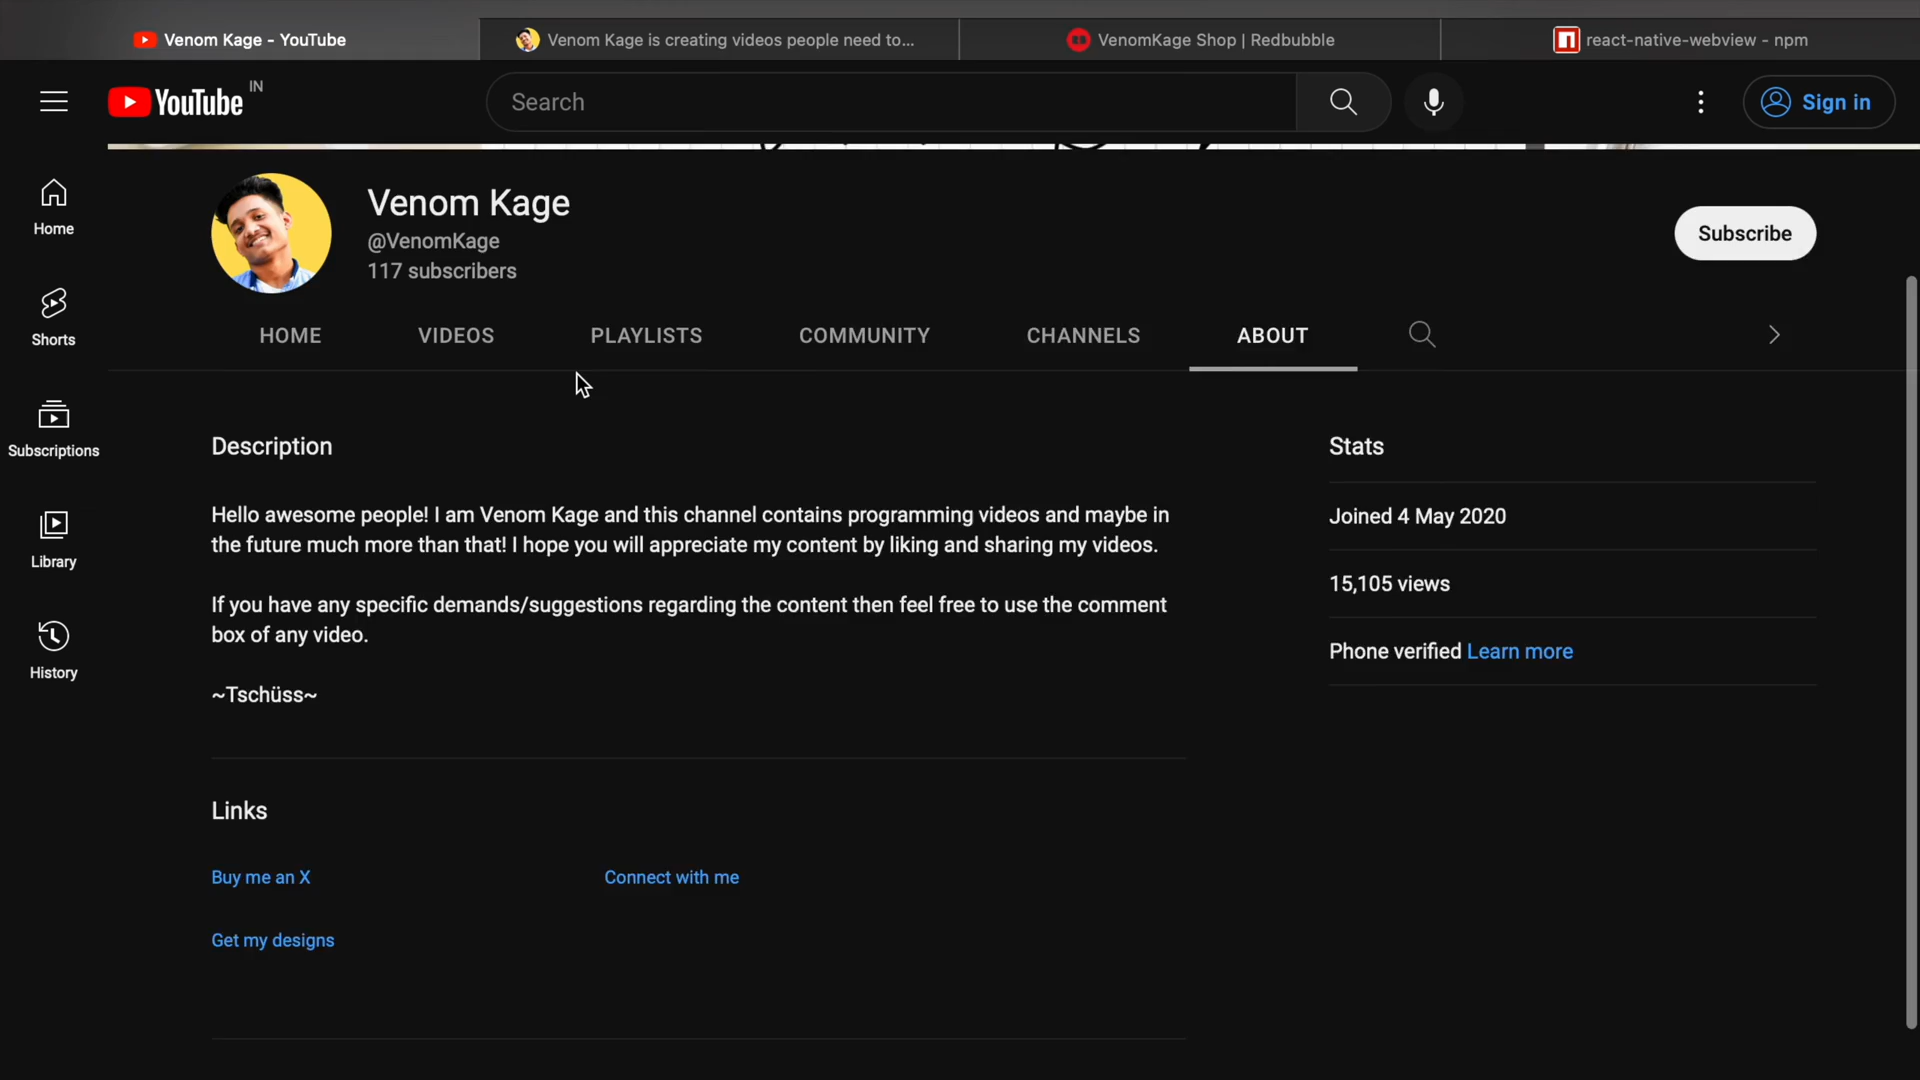 Venom Kage - YouTube
Venom Kage is creating videos people need to...
VenomKage Shop | Redbubble
react-native-webview - npm
YouTube IN
Search
Sign in
Home
Shorts
Subscriptions
Library
History
Venom Kage
@VenomKage
117 subscribers
Subscribe
HOME
VIDEOS
PLAYLISTS
COMMUNITY
CHANNELS
ABOUT
Description
Hello awesome people! I am Venom Kage and this channel contains programming videos and maybe in
the future much more than that! I hope you will appreciate my content by liking and sharing my videos.
If you have any specific demands/suggestions regarding the content then feel free to use the comment
box of any video.
~Tschüss~
Links
Buy me an X
Connect with me
Get my designs
Stats
Joined 4 May 2020
15,105 views
Phone verified Learn more